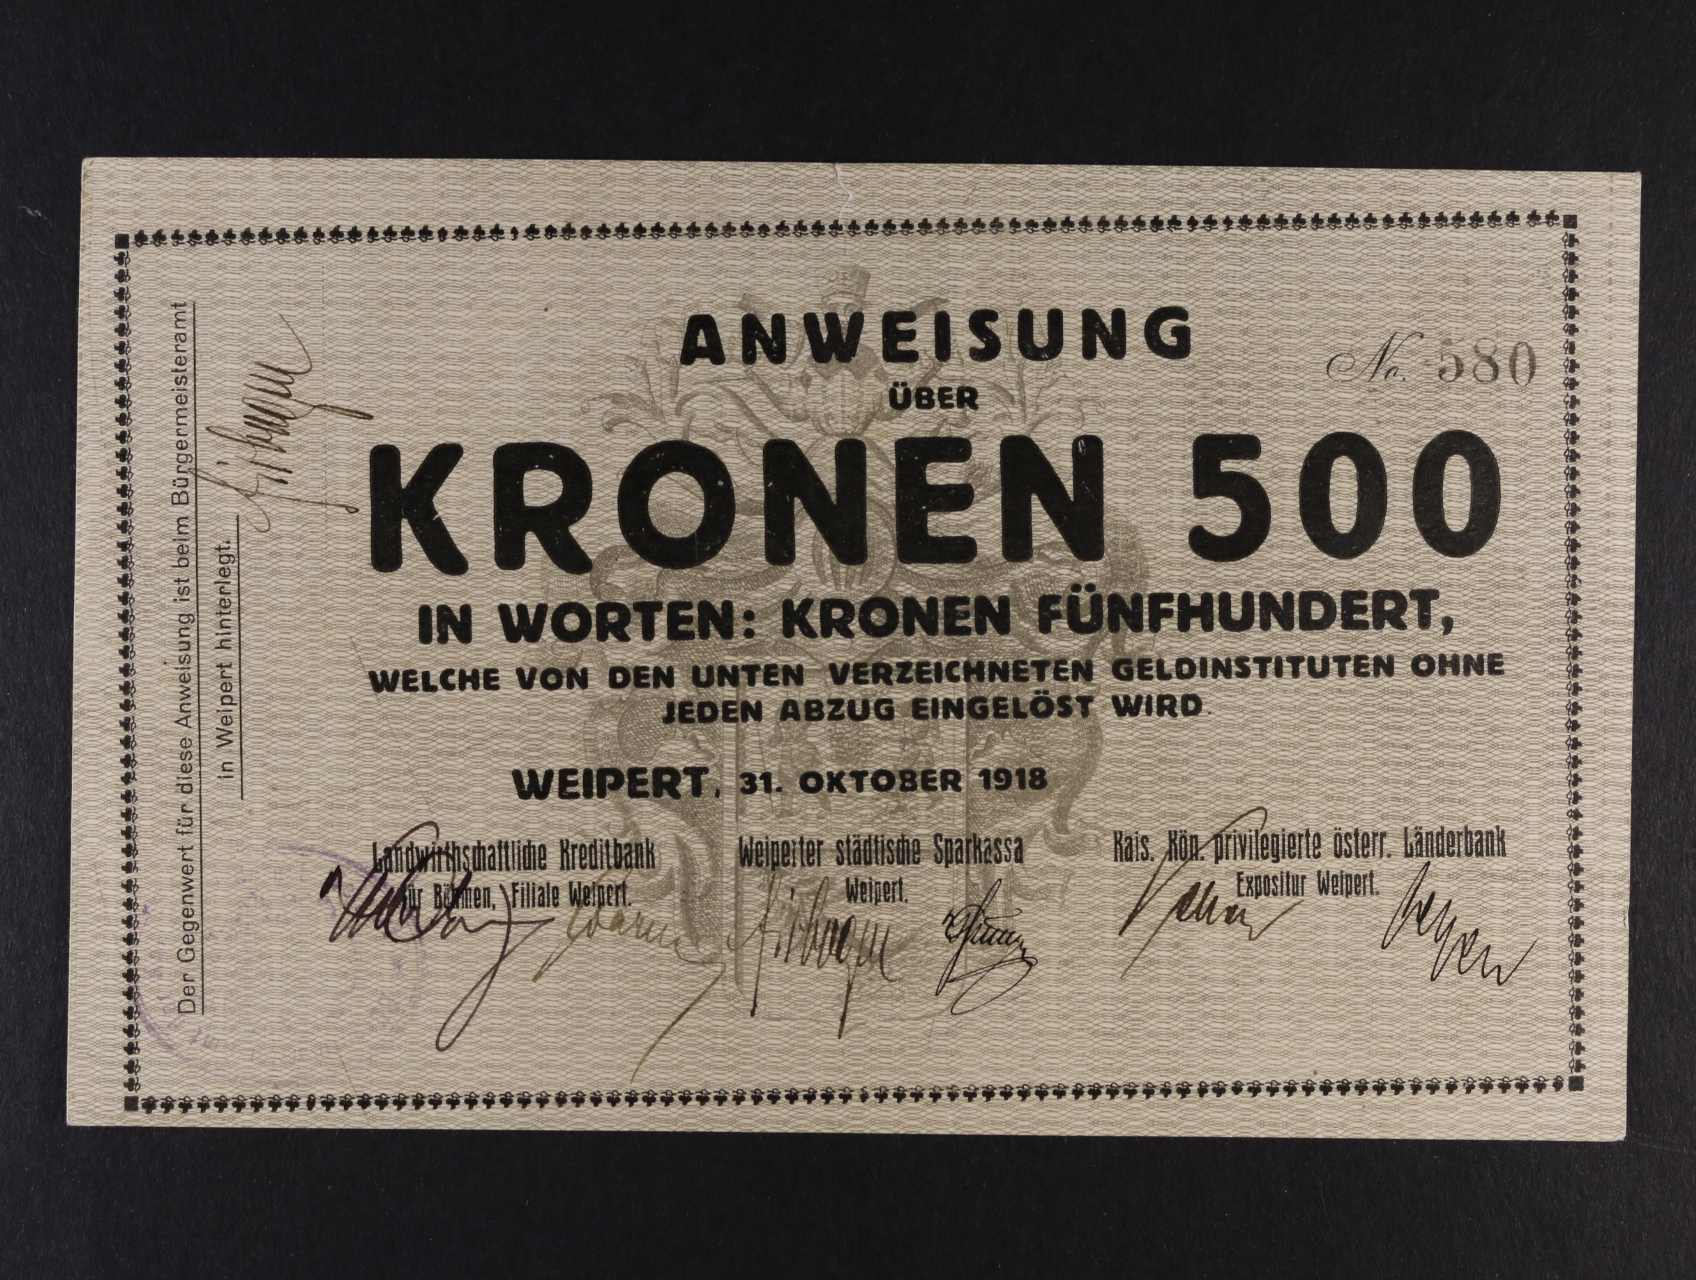 ANWEISUNG
ÜBER
No. 580
KRONEN 500
IN WORTEN: KRONEN FÜNFHUNDERT,
WELCHE VON DEN UNTEN VERZEICHNETEN GELDINSTITUTEN OHNE
JEDEN ABZUG EINGELÖST WIRD.
WEIPERT, 31. OKTOBER 1918
Landwirthschaftliche Kreditbank
für Böhmen, Filiale Weipert.
Weiperter städtische Sparkassa
Weipert.
Kais. Kön. privilegierte österr. Länderbank
Expositur Weipert.
Der Gegenwert für diese Anweisung ist beim Bürgermeisteramt
in Weipert hinterlegt.